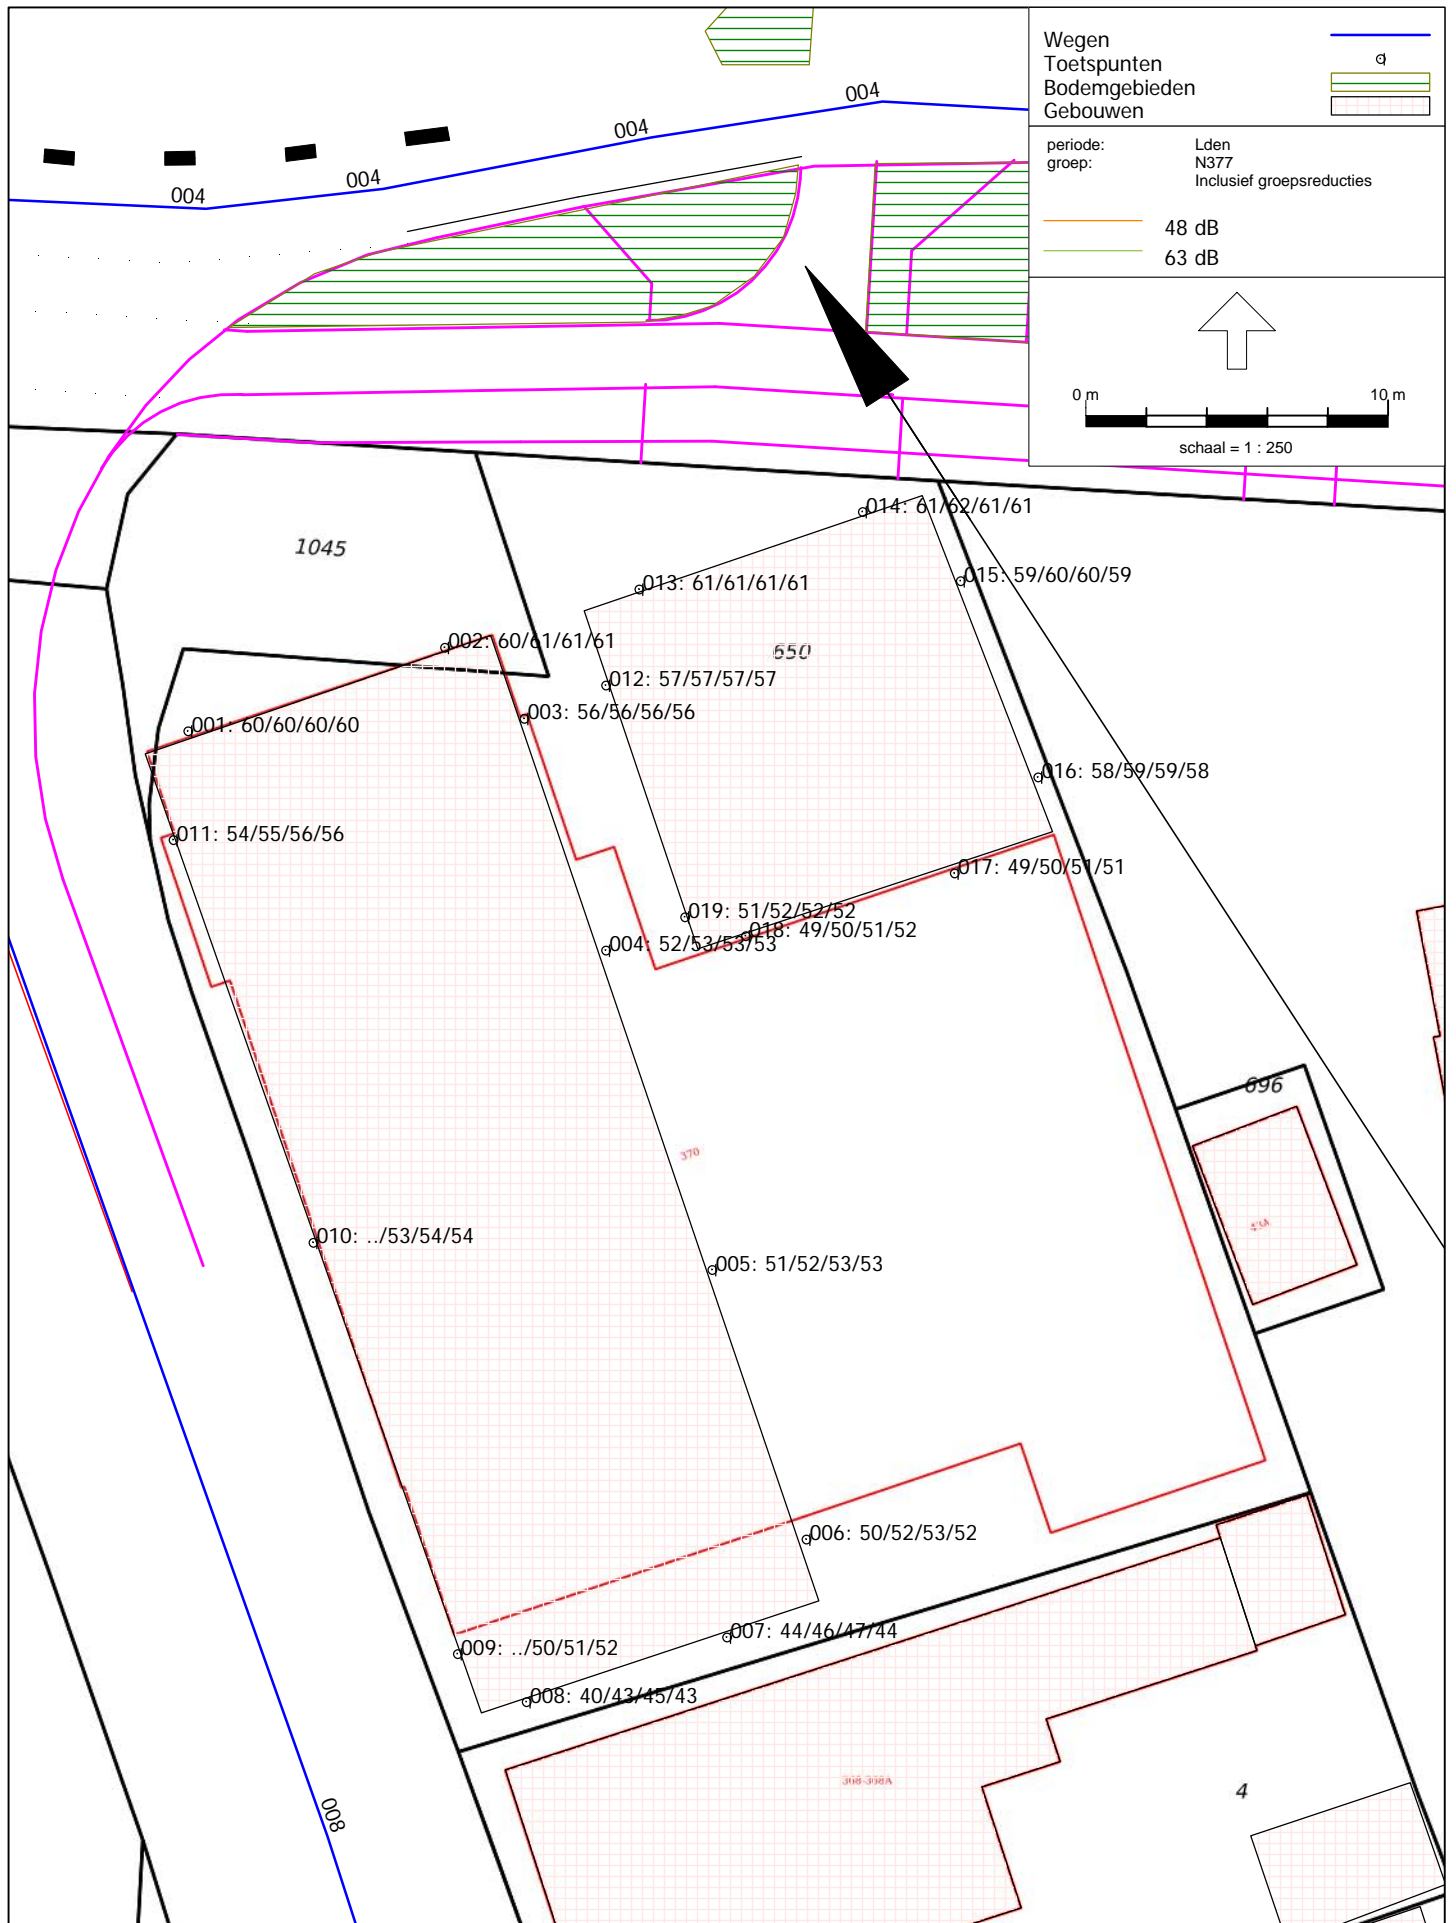 Wegen
Toetspunten
Bodemgebieden
Gebouwen
periode: Lden
groep: N377
Inclusief groepsreducties
48 dB
63 dB
0 m 10 m
schaal = 1 : 250
004
004
004
004
1045
014: 61/62/61/61
015: 59/60/60/59
013: 61/61/61/61
002: 60/61/61/61
650
012: 57/57/57/57
003: 56/56/56/56
001: 60/60/60/60
016: 58/59/59/58
011: 54/55/56/56
017: 49/50/51/51
019: 51/52/52/52
018: 49/50/51/52
004: 52/53/53/53
696
370
010: ../53/54/54
005: 51/52/53/53
006: 50/52/53/52
007: 44/46/47/44
009: ../50/51/52
008: 40/43/45/43
308-308A
4
008